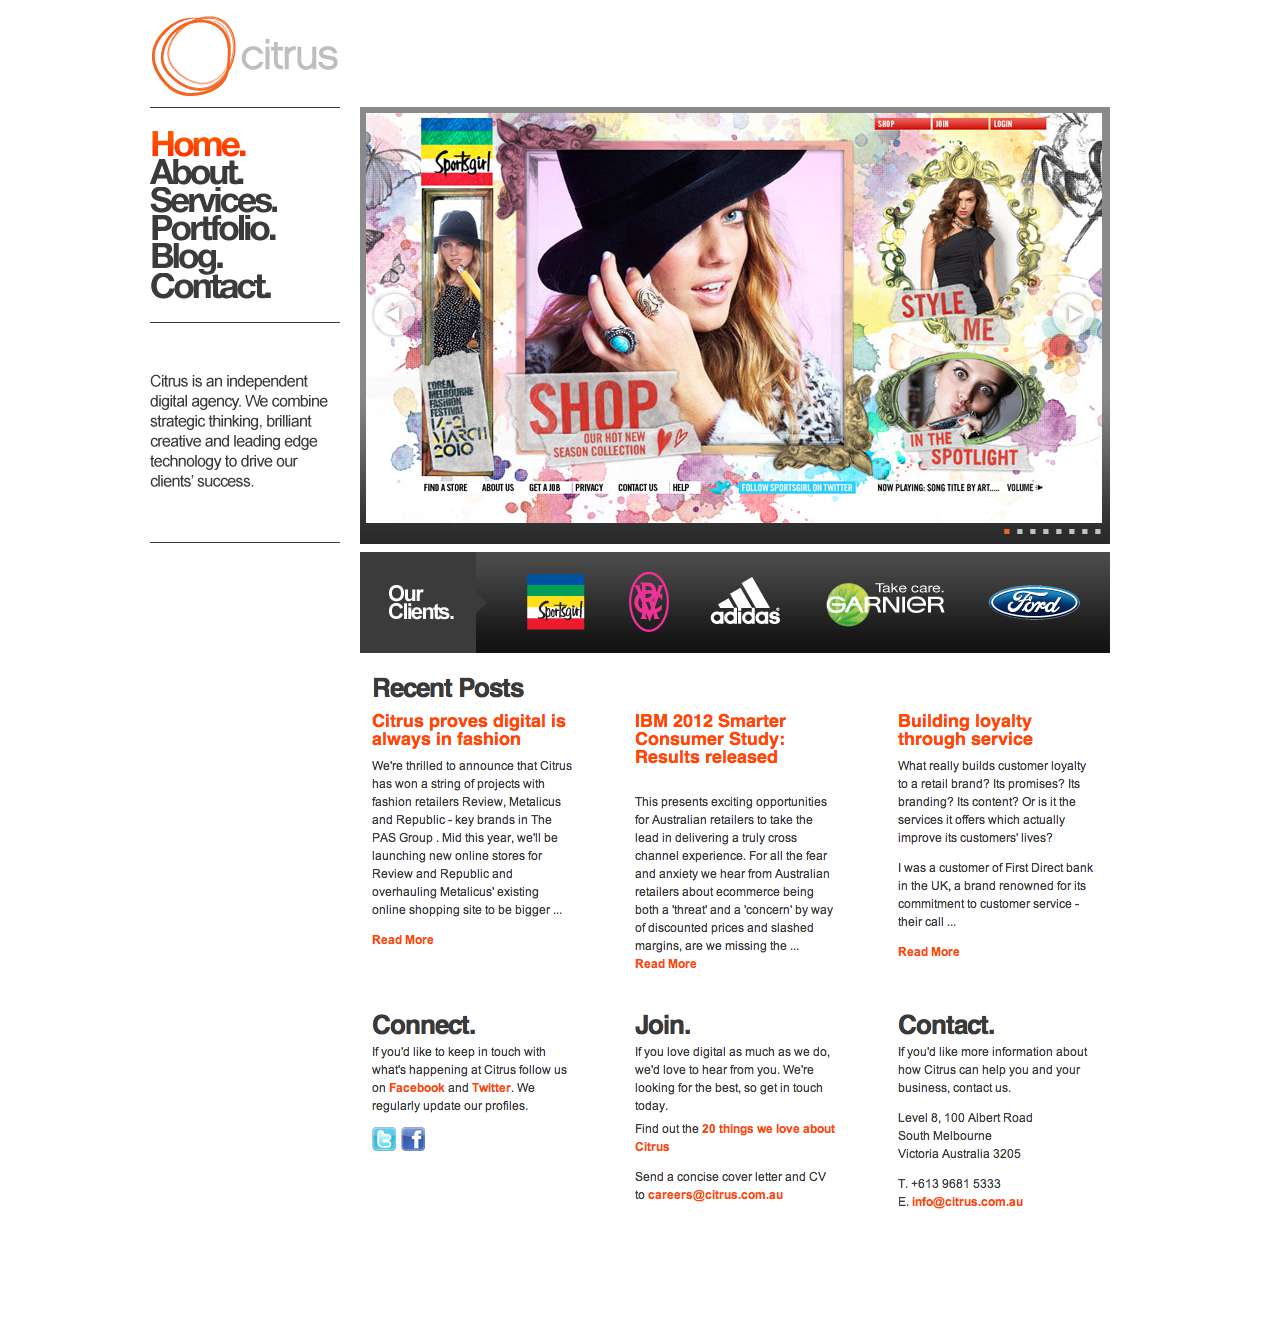 citrus
Home.
About.
Services.
Portfolio.
Blog.
Contact.
Citrus is an independent
digital agency. We combine
strategic thinking, brilliant
creative and leading edge
technology to drive our
clients' success.
SHOP JOIN LOGIN
Sportsgirl
STYLE
ME
L'ORÉAL
MELBOURNE
FASHION
FESTIVAL
14-21
MARCH
2010
SHOP
OUR HOT NEW
SEASON COLLECTION
IN THE
SPOTLIGHT
FIND A STORE ABOUT US GET A JOB PRIVACY CONTACT US HELP FOLLOW SPORTSGIRL ON TWITTER NOW PLAYING: SONG TITLE BY ART..... VOLUME
Our
Clients.
Sportsgirl
adidas
Take care.
GARNIER
Ford
Recent Posts
Citrus proves digital is
always in fashion
We're thrilled to announce that Citrus
has won a string of projects with
fashion retailers Review, Metalicus
and Republic - key brands in The
PAS Group . Mid this year, we'll be
launching new online stores for
Review and Republic and
overhauling Metalicus' existing
online shopping site to be bigger ...
Read More
IBM 2012 Smarter
Consumer Study:
Results released
This presents exciting opportunities
for Australian retailers to take the
lead in delivering a truly cross
channel experience. For all the fear
and anxiety we hear from Australian
retailers about ecommerce being
both a 'threat' and a 'concern' by way
of discounted prices and slashed
margins, are we missing the ...
Read More
Building loyalty
through service
What really builds customer loyalty
to a retail brand? Its promises? Its
branding? Its content? Or is it the
services it offers which actually
improve its customers' lives?
I was a customer of First Direct bank
in the UK, a brand renowned for its
commitment to customer service -
their call ...
Read More
Connect.
If you'd like to keep in touch with
what's happening at Citrus follow us
on Facebook and Twitter. We
regularly update our profiles.
Join.
If you love digital as much as we do,
we'd love to hear from you. We're
looking for the best, so get in touch
today.
Find out the 20 things we love about
Citrus
Send a concise cover letter and CV
to careers@citrus.com.au
Contact.
If you'd like more information about
how Citrus can help you and your
business, contact us.
Level 8, 100 Albert Road
South Melbourne
Victoria Australia 3205
T. +613 9681 5333
E. info@citrus.com.au